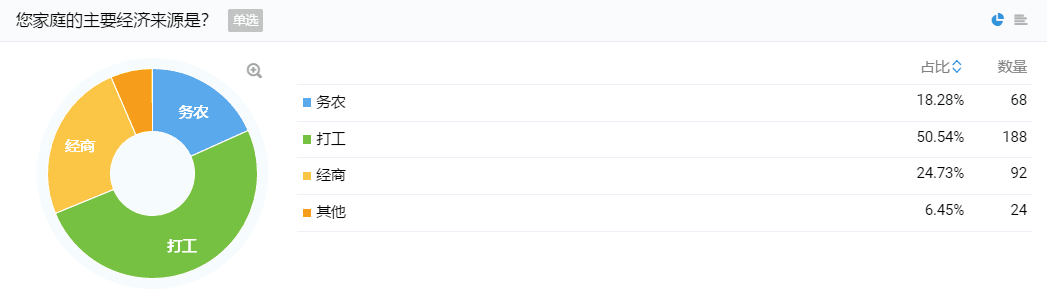 您家庭的主要经济来源是? 单选
占比 数量
务农 18.28% 68
打工 50.54% 188
经商 24.73% 92
其他 6.45% 24
务农
经商
打工